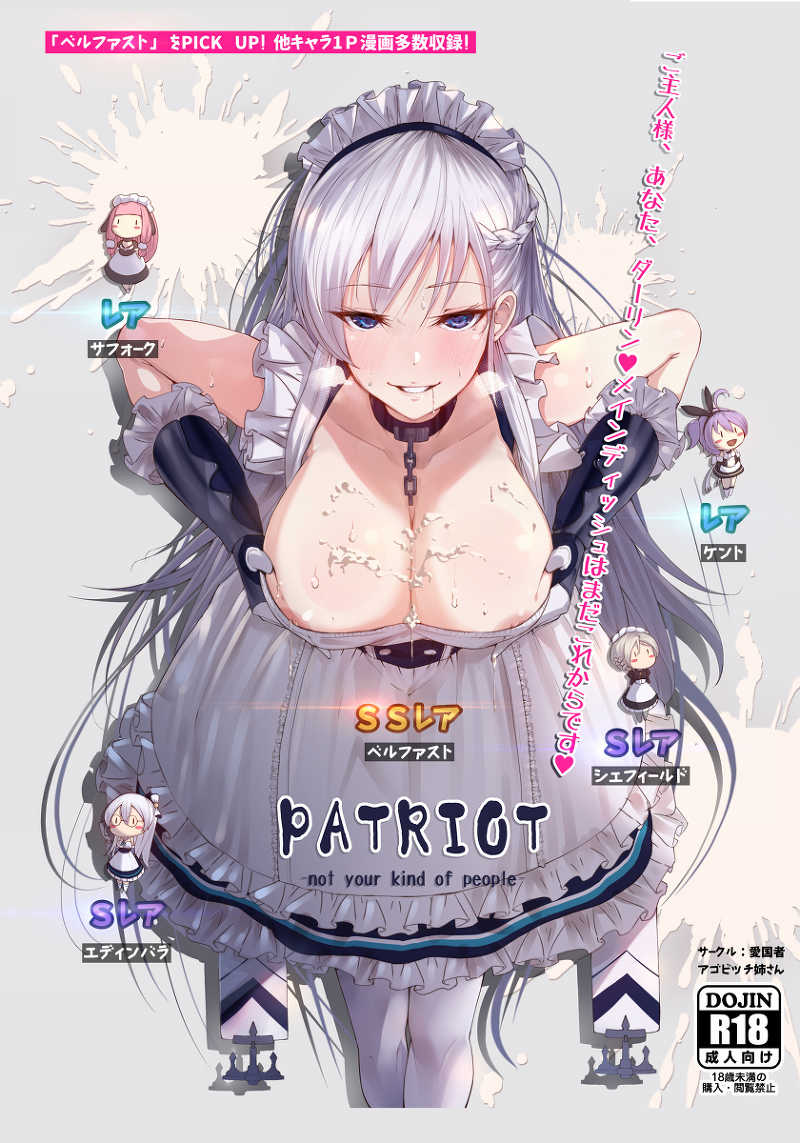 『ベルファスト』をPICK UP! 他キャラ1P漫画多数収録!
ご主人様、あなた、ダーリン♥メインディッシュはまだこれからです♥
レア
サフォーク
レア
ケント
SSレア
ベルファスト
Sレア
シェフィールド
PATRIOT
-not your kind of people-
Sレア
エディンバラ
サークル:愛国者
アゴビッチ姉さん
DOJIN
R18
成人向け
18歳未満の
購入・閲覧禁止